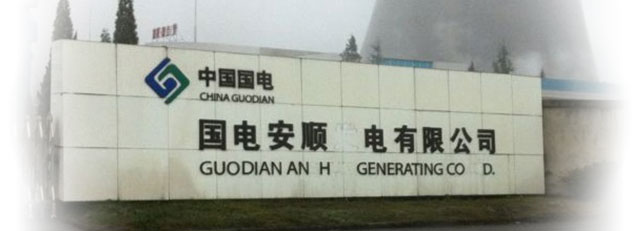 中国国电
CHINA GUODIAN
国电安顺 电有限公司
GUODIAN AN H GENERATING CO D.